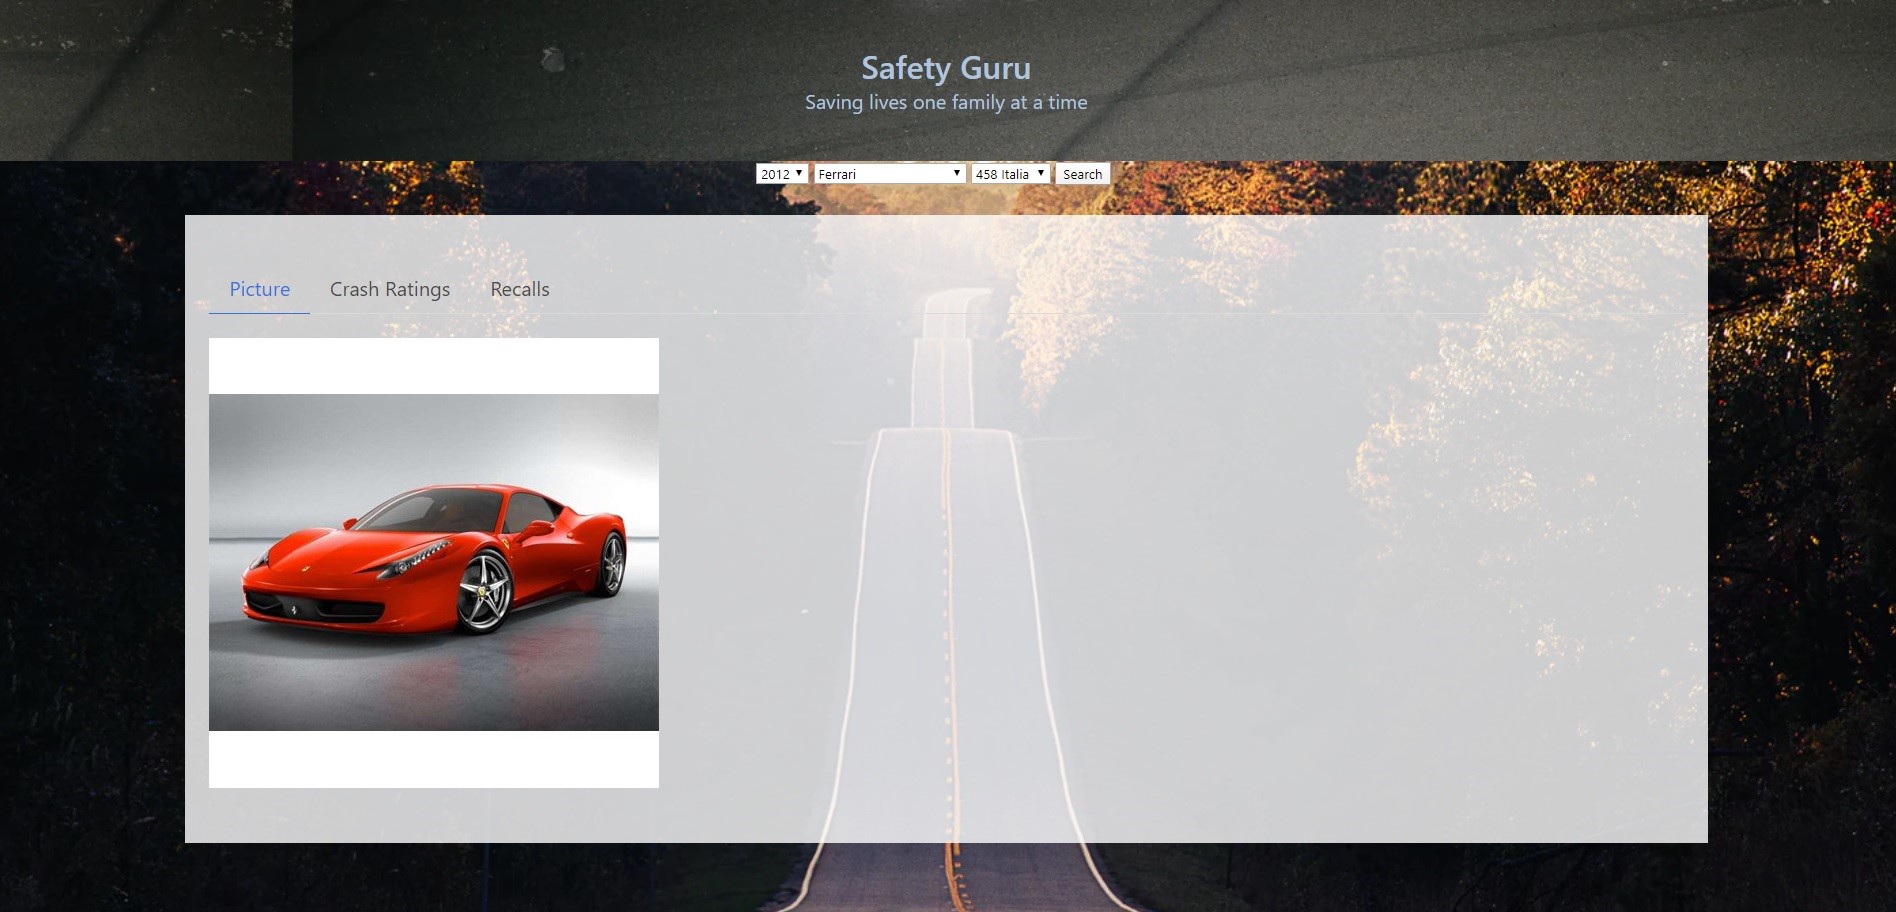 Safety Guru
Saving lives one family at a time
2012 Ferrari 458 Italia Search
Picture Crash Ratings Recalls